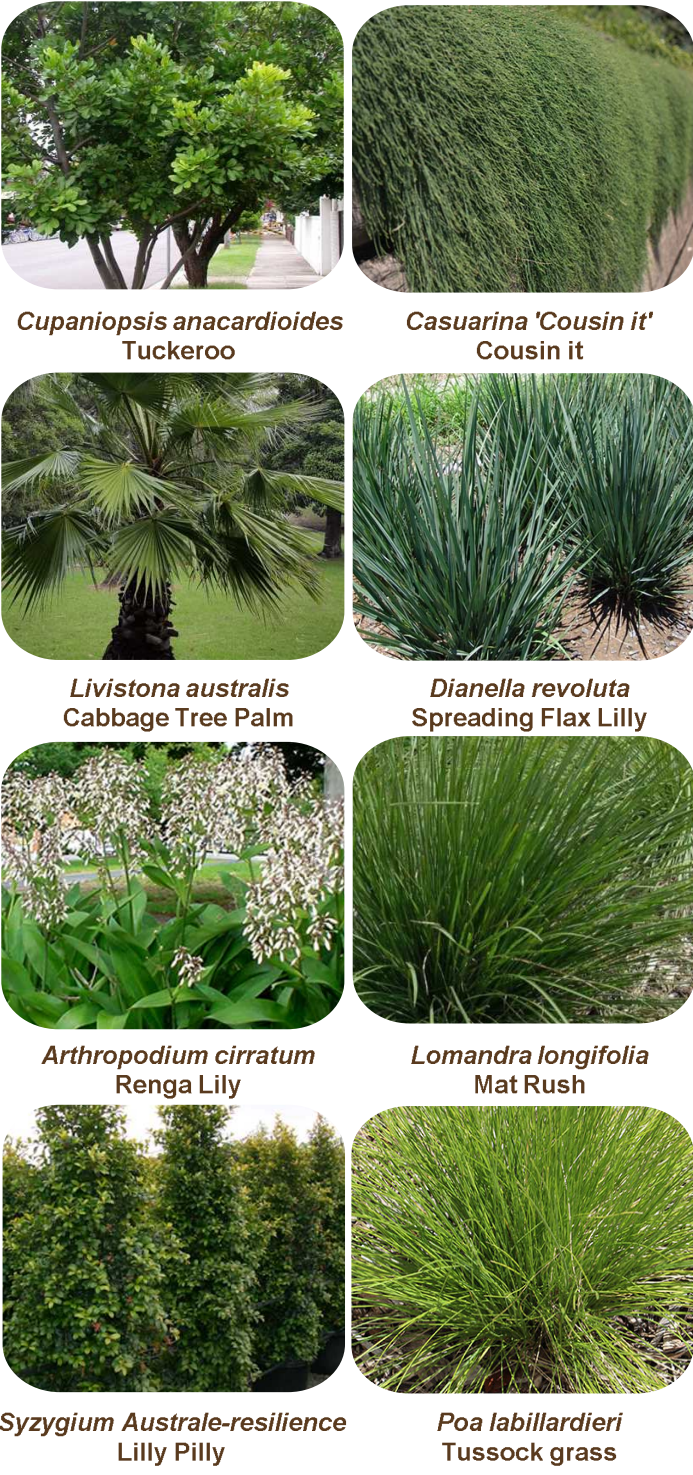 Cupaniopsis anacardioides
Tuckeroo
Casuarina 'Cousin it'
Cousin it
Livistona australis
Cabbage Tree Palm
Dianella revoluta
Spreading Flax Lilly
Arthropodium cirratum
Renga Lily
Lomandra longifolia
Mat Rush
Syzygium Australe-resilience
Lilly Pilly
Poa labillardieri
Tussock grass